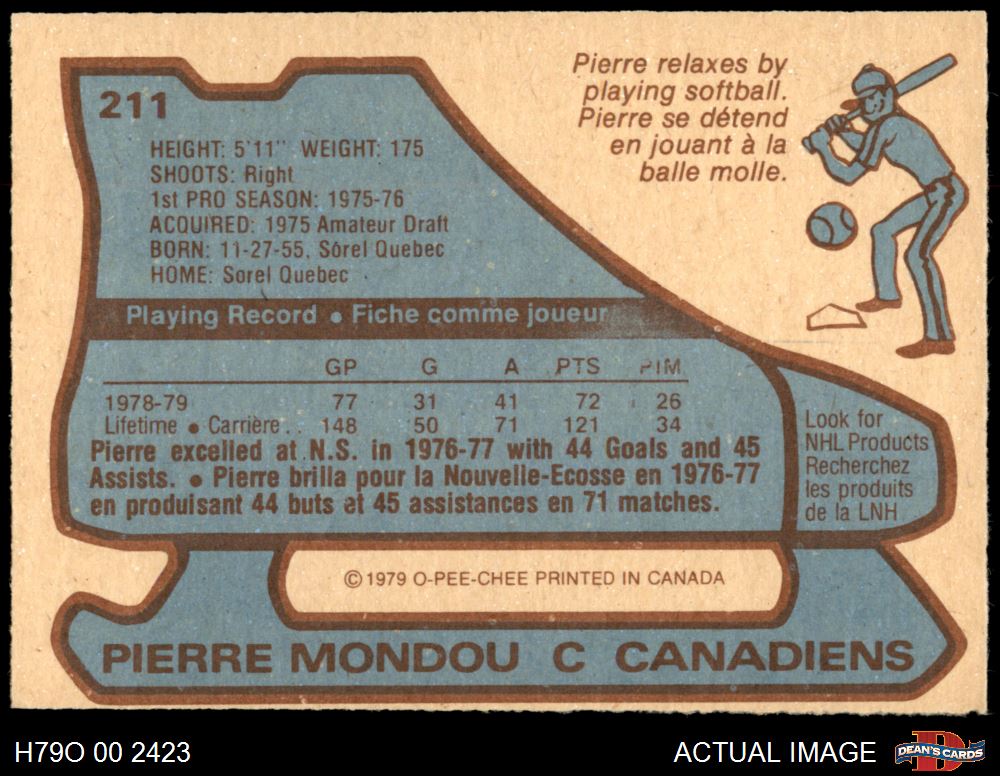 211
Pierre relaxes by
playing softball.
Pierre se détend
en jouant à la
balle molle.
HEIGHT: 5'11" WEIGHT: 175
SHOOTS: Right
1st PRO SEASON: 1975-76
ACQUIRED: 1975 Amateur Draft
BORN: 11-27-55, Sorel Quebec
HOME: Sorel Quebec
Playing Record • Fiche comme joueur
GP G A PTS PIM
1978-79 77 31 41 72 26
Lifetime • Carrière.. 148 50 71 121 34
Pierre excelled at N.S. in 1976-77 with 44 Goals and 45
Assists. • Pierre brilla pour la Nouvelle-Ecosse en 1976-77
en produisant 44 buts et 45 assistances en 71 matches.
Look for
NHL Products
Recherchez
les produits
de la LNH
© 1979 O-PEE-CHEE PRINTED IN CANADA
PIERRE MONDOU C CANADIENS
H79O 00 2423
ACTUAL IMAGE
DEAN'S CARDS